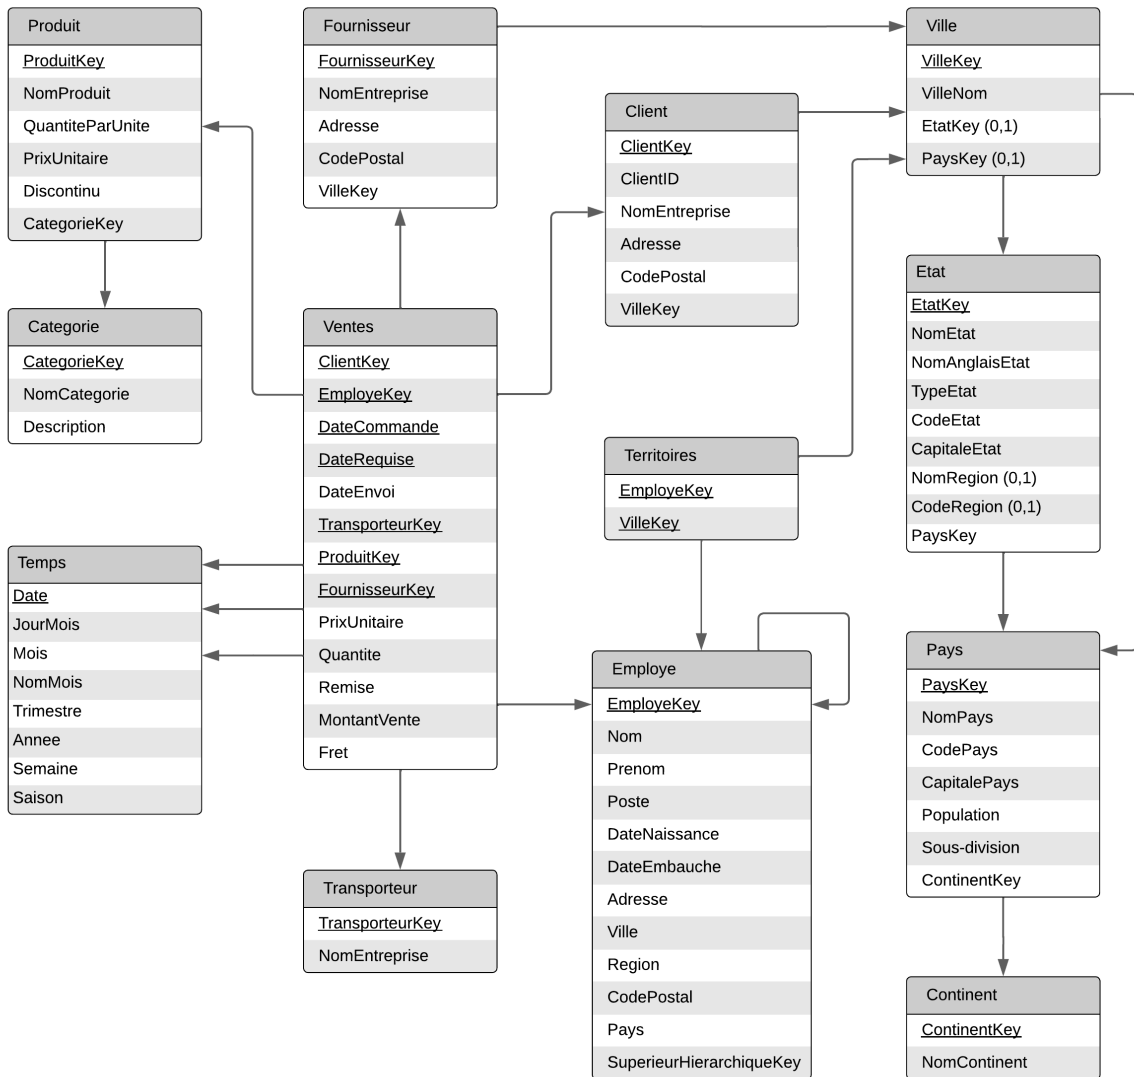 Produit
ProduitKey
NomProduit
QuantiteParUnite
PrixUnitaire
Discontinu
CategorieKey
Fournisseur
FournisseurKey
NomEntreprise
Adresse
CodePostal
VilleKey
Client
ClientKey
ClientID
NomEntreprise
Adresse
CodePostal
VilleKey
Ville
VilleKey
VilleNom
EtatKey (0,1)
PaysKey (0,1)
Categorie
CategorieKey
NomCategorie
Description
Ventes
ClientKey
EmployeKey
DateCommande
DateRequise
DateEnvoi
TransporteurKey
ProduitKey
FournisseurKey
PrixUnitaire
Quantite
Remise
MontantVente
Fret
Territoires
EmployeKey
VilleKey
Etat
EtatKey
NomEtat
NomAnglaisEtat
TypeEtat
CodeEtat
CapitaleEtat
NomRegion (0,1)
CodeRegion (0,1)
PaysKey
Temps
Date
JourMois
Mois
NomMois
Trimestre
Annee
Semaine
Saison
Employe
EmployeKey
Nom
Prenom
Poste
DateNaissance
DateEmbauche
Adresse
Ville
Region
CodePostal
Pays
SuperieurHierarchiqueKey
Pays
PaysKey
NomPays
CodePays
CapitalePays
Population
Sous-division
ContinentKey
Transporteur
TransporteurKey
NomEntreprise
Continent
ContinentKey
NomContinent